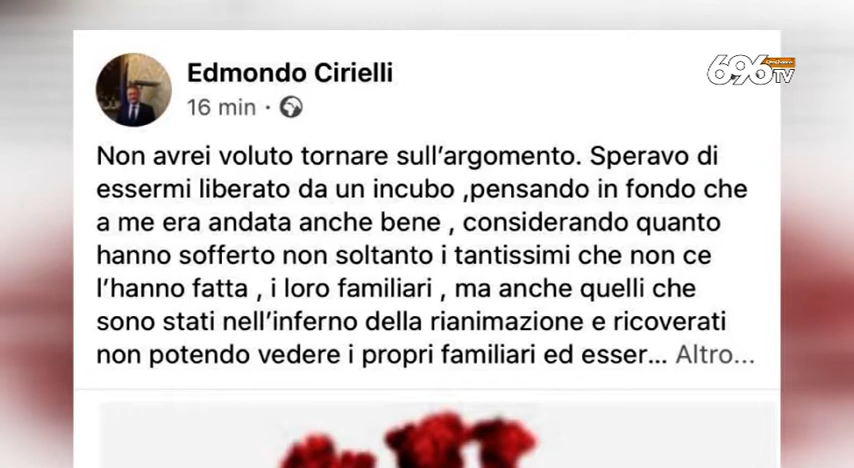 Edmondo Cirielli
16 min ·
696 TV
Non avrei voluto tornare sull'argomento. Speravo di
essermi liberato da un incubo ,pensando in fondo che
a me era andata anche bene , considerando quanto
hanno sofferto non soltanto i tantissimi che non ce
l'hanno fatta , i loro familiari , ma anche quelli che
sono stati nell'inferno della rianimazione e ricoverati
non potendo vedere i propri familiari ed esser... Altro...